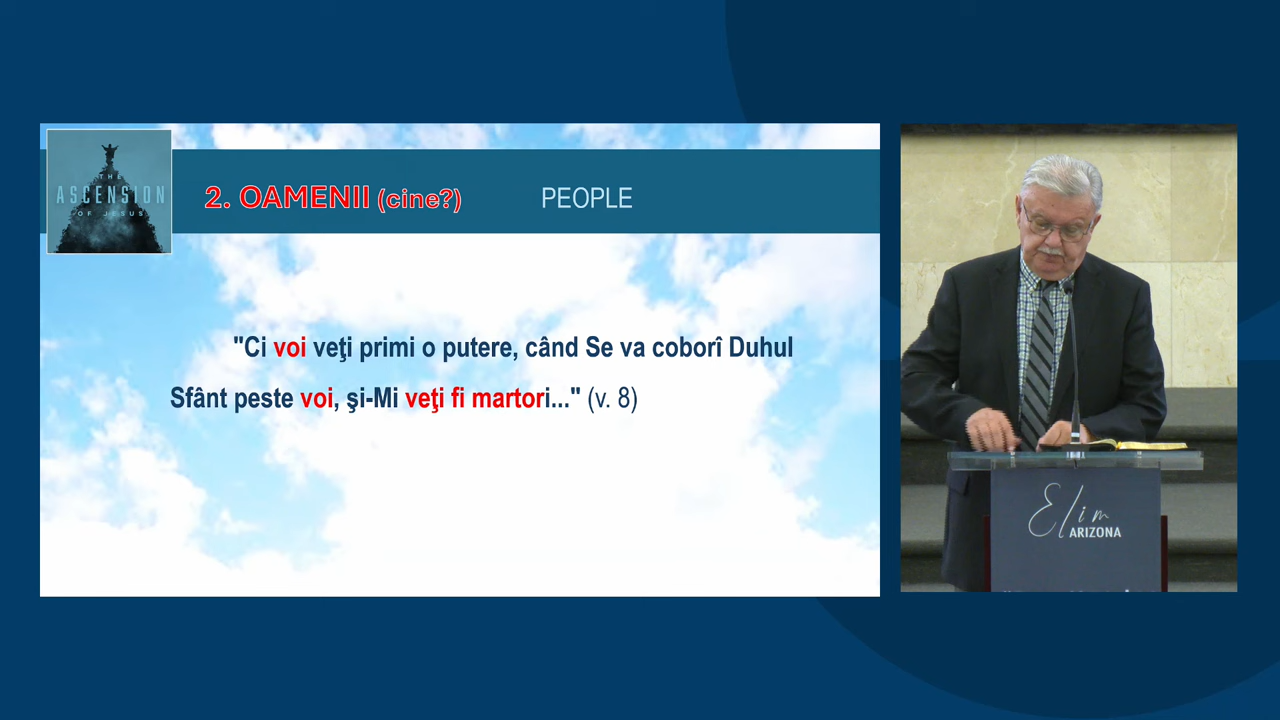 THE
ASCENSION
OF JESUS
2. OAMENII (cine?)
PEOPLE
"Ci voi veţi primi o putere, când Se va coborî Duhul
Sfânt peste voi, şi-Mi veţi fi martori..." (v. 8)
Elim
ARIZONA